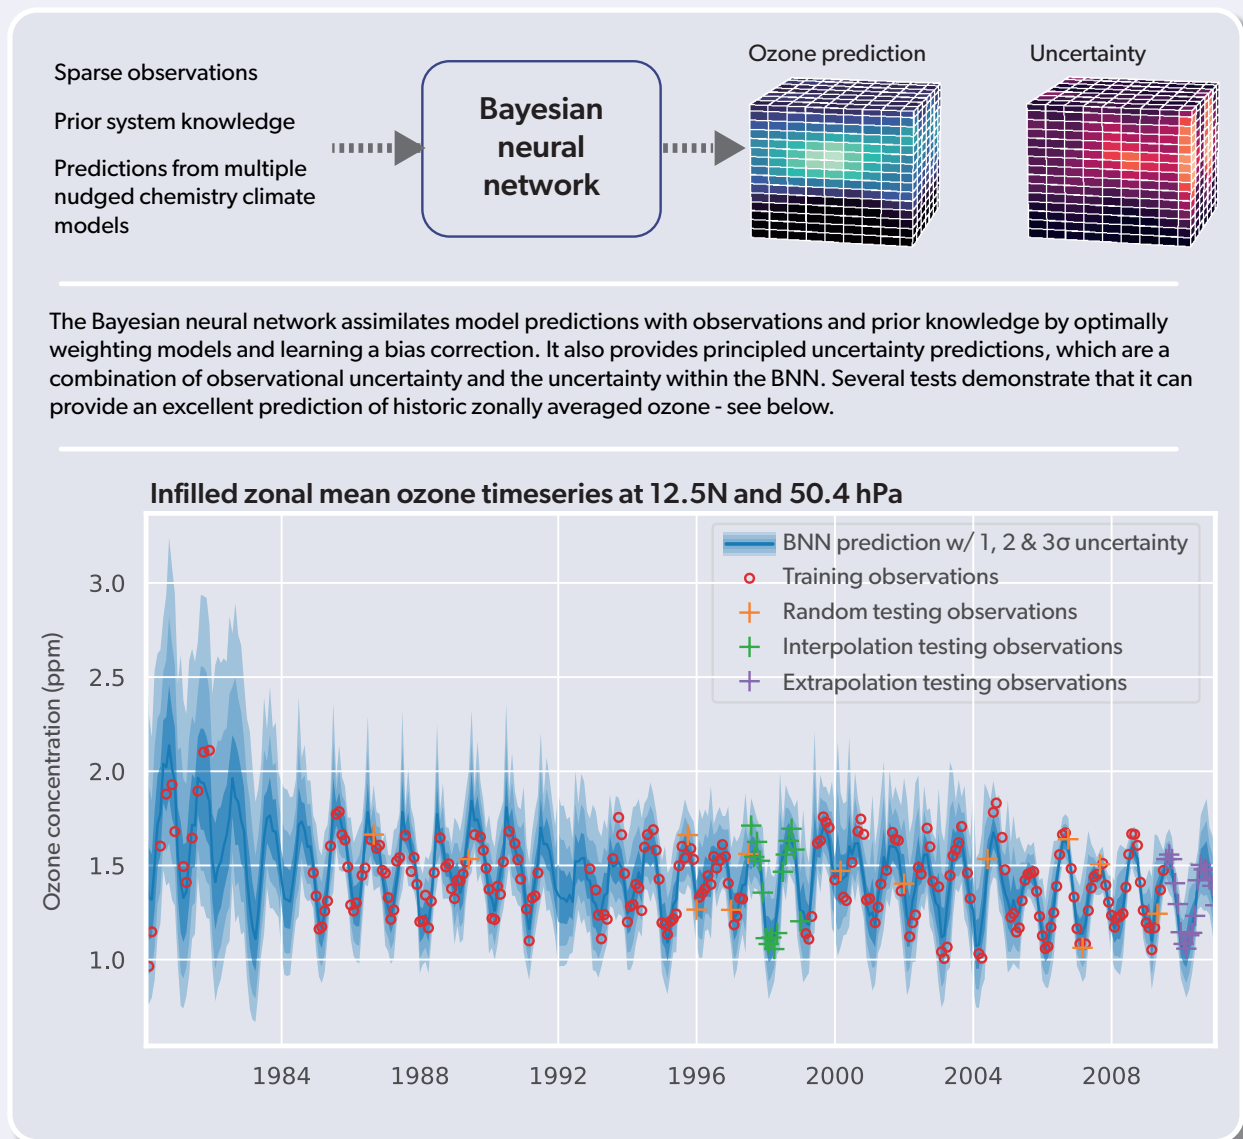 Sparse observations
Prior system knowledge
Predictions from multiple
nudged chemistry climate
models
Bayesian
neural
network
Ozone prediction
Uncertainty
The Bayesian neural network assimilates model predictions with observations and prior knowledge by optimally
weighting models and learning a bias correction. It also provides principled uncertainty predictions, which are a
combination of observational uncertainty and the uncertainty within the BNN. Several tests demonstrate that it can
provide an excellent prediction of historic zonally averaged ozone - see below.
Infilled zonal mean ozone timeseries at 12.5N and 50.4 hPa
BNN prediction w/ 1, 2 & 3σ uncertainty
Training observations
Random testing observations
Interpolation testing observations
Extrapolation testing observations
Ozone concentration (ppm)
3.0
2.5
2.0
1.5
1.0
1984
1988
1992
1996
2000
2004
2008